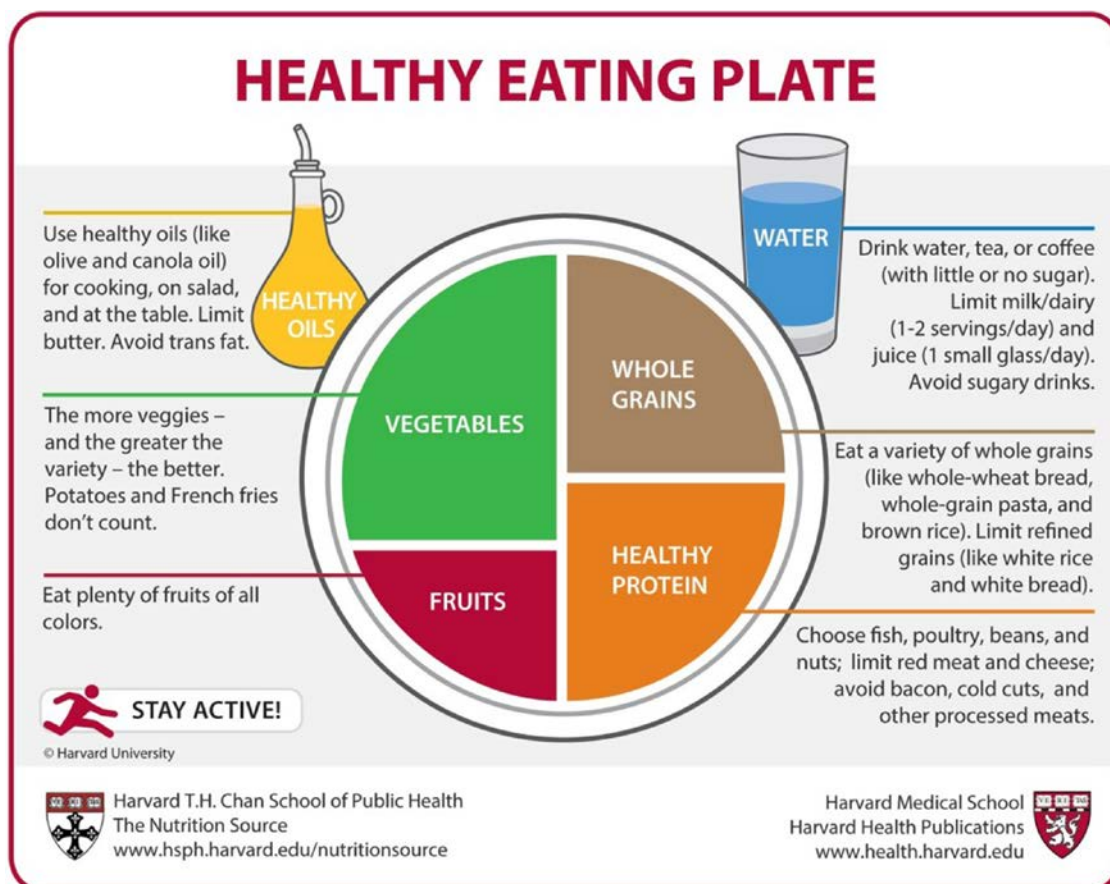 HEALTHY EATING PLATE
Use healthy oils (like
olive and canola oil)
for cooking, on salad,
and at the table. Limit
butter. Avoid trans fat.
HEALTHY
OILS
The more veggies –
and the greater the
variety – the better.
Potatoes and French fries
don’t count.
Eat plenty of fruits of all
colors.
VEGETABLES
FRUITS
WHOLE
GRAINS
HEALTHY
PROTEIN
WATER
Drink water, tea, or coffee
(with little or no sugar).
Limit milk/dairy
(1-2 servings/day) and
juice (1 small glass/day).
Avoid sugary drinks.
Eat a variety of whole grains
(like whole-wheat bread,
whole-grain pasta, and
brown rice). Limit refined
grains (like white rice
and white bread).
Choose fish, poultry, beans, and
nuts; limit red meat and cheese;
avoid bacon, cold cuts, and
other processed meats.
STAY ACTIVE!
© Harvard University
Harvard T.H. Chan School of Public Health
The Nutrition Source
www.hsph.harvard.edu/nutritionsource
Harvard Medical School
Harvard Health Publications
www.health.harvard.edu
VE RI TAS